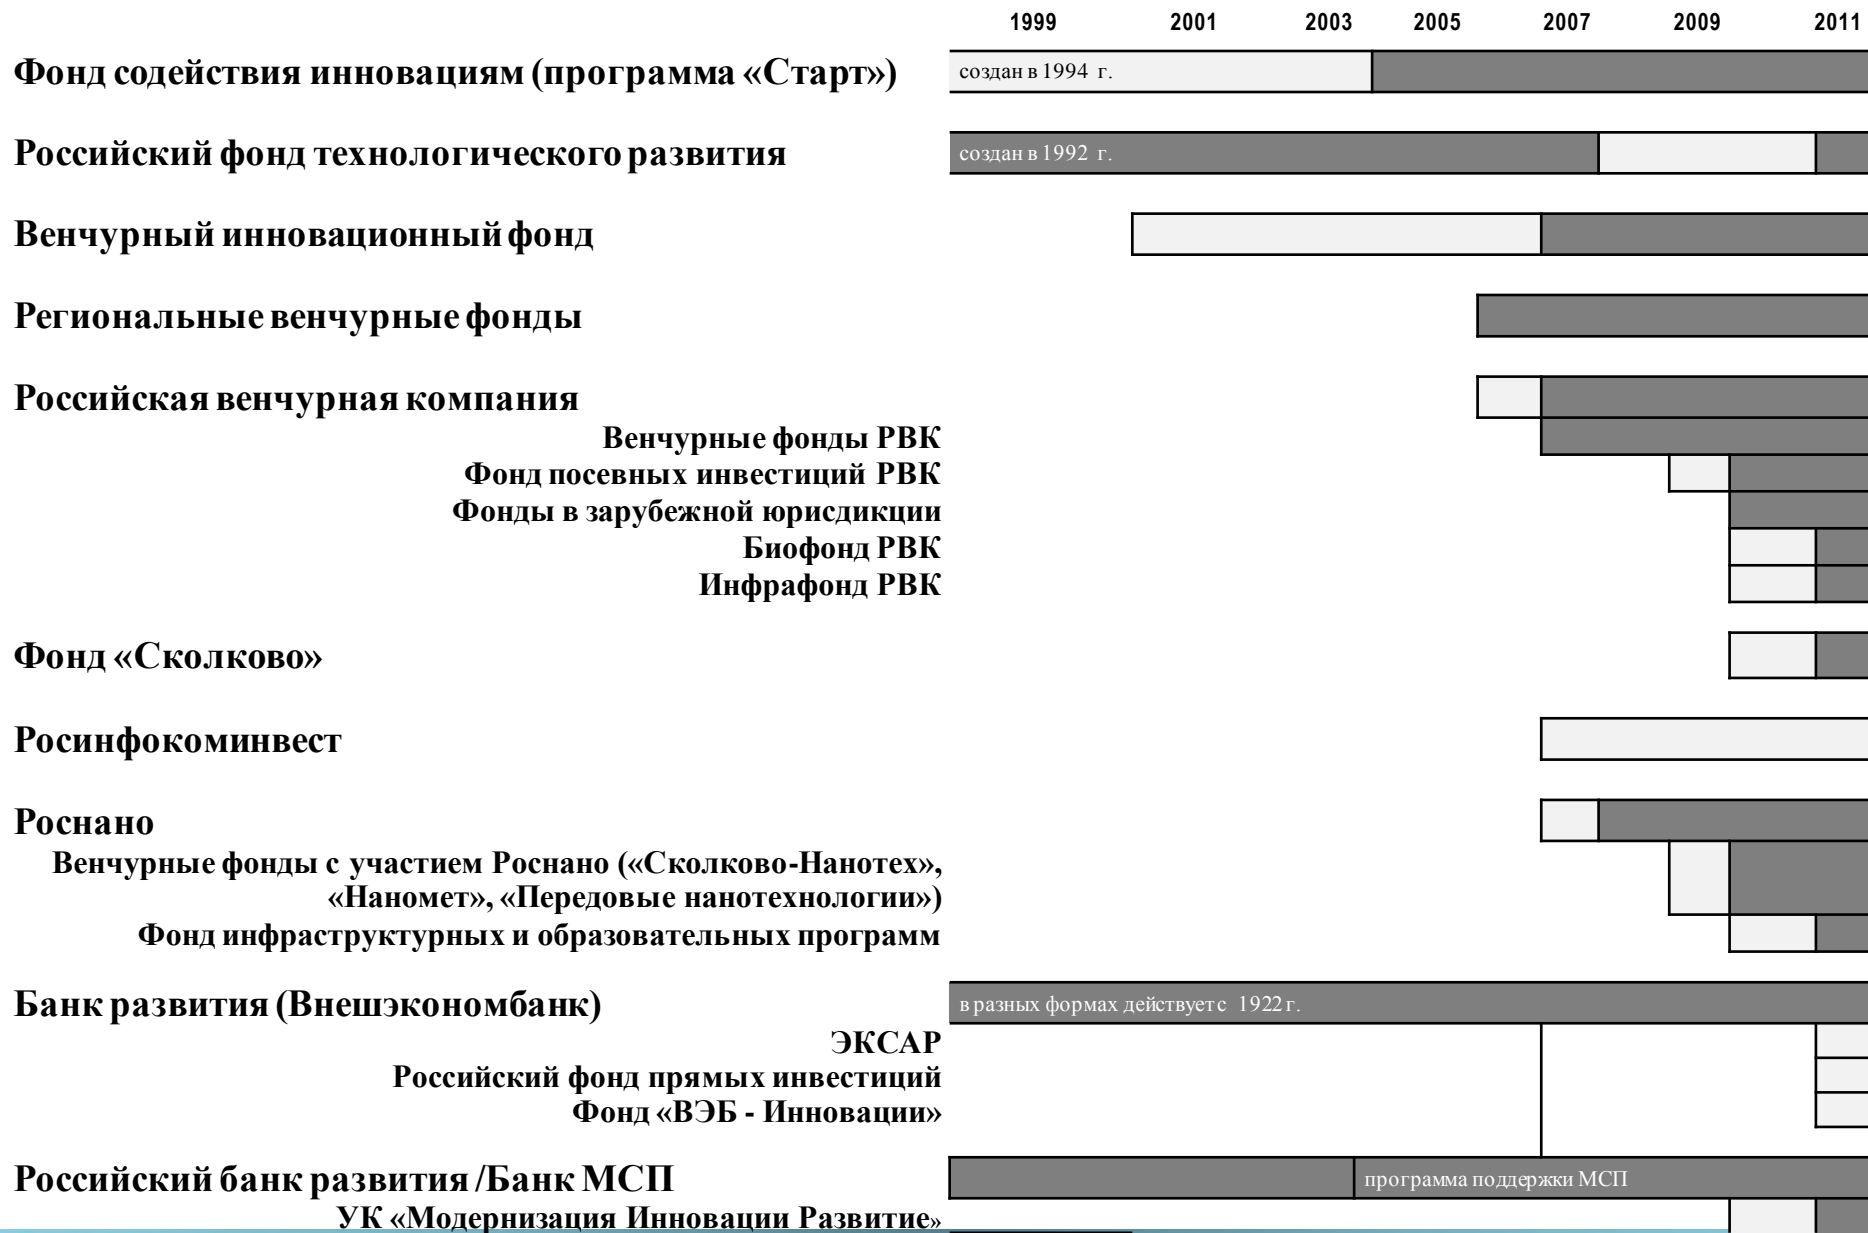 1999 2001 2003 2005 2007 2009 2011
Фонд содействия инновациям (программа «Старт») создан в 1994 г.
Российский фонд технологического развития создан в 1992 г.
Венчурный инновационный фонд
Региональные венчурные фонды
Российская венчурная компания
Венчурные фонды РВК
Фонд посевных инвестиций РВК
Фонды в зарубежной юрисдикции
Биофонд РВК
Инфрафонд РВК
Фонд «Сколково»
Росинфокоминвест
Роснано
Венчурные фонды с участием Роснано («Сколково-Нанотех»,
«Наномет», «Передовые нанотехнологии»)
Фонд инфраструктурных и образовательных программ
Банк развития (Внешэкономбанк) в разных формах действует с 1922 г.
ЭКСАР
Российский фонд прямых инвестиций
Фонд «ВЭБ - Инновации»
Российский банк развития /Банк МСП программа поддержки МСП
УК «Модернизация Инновации Развитие»